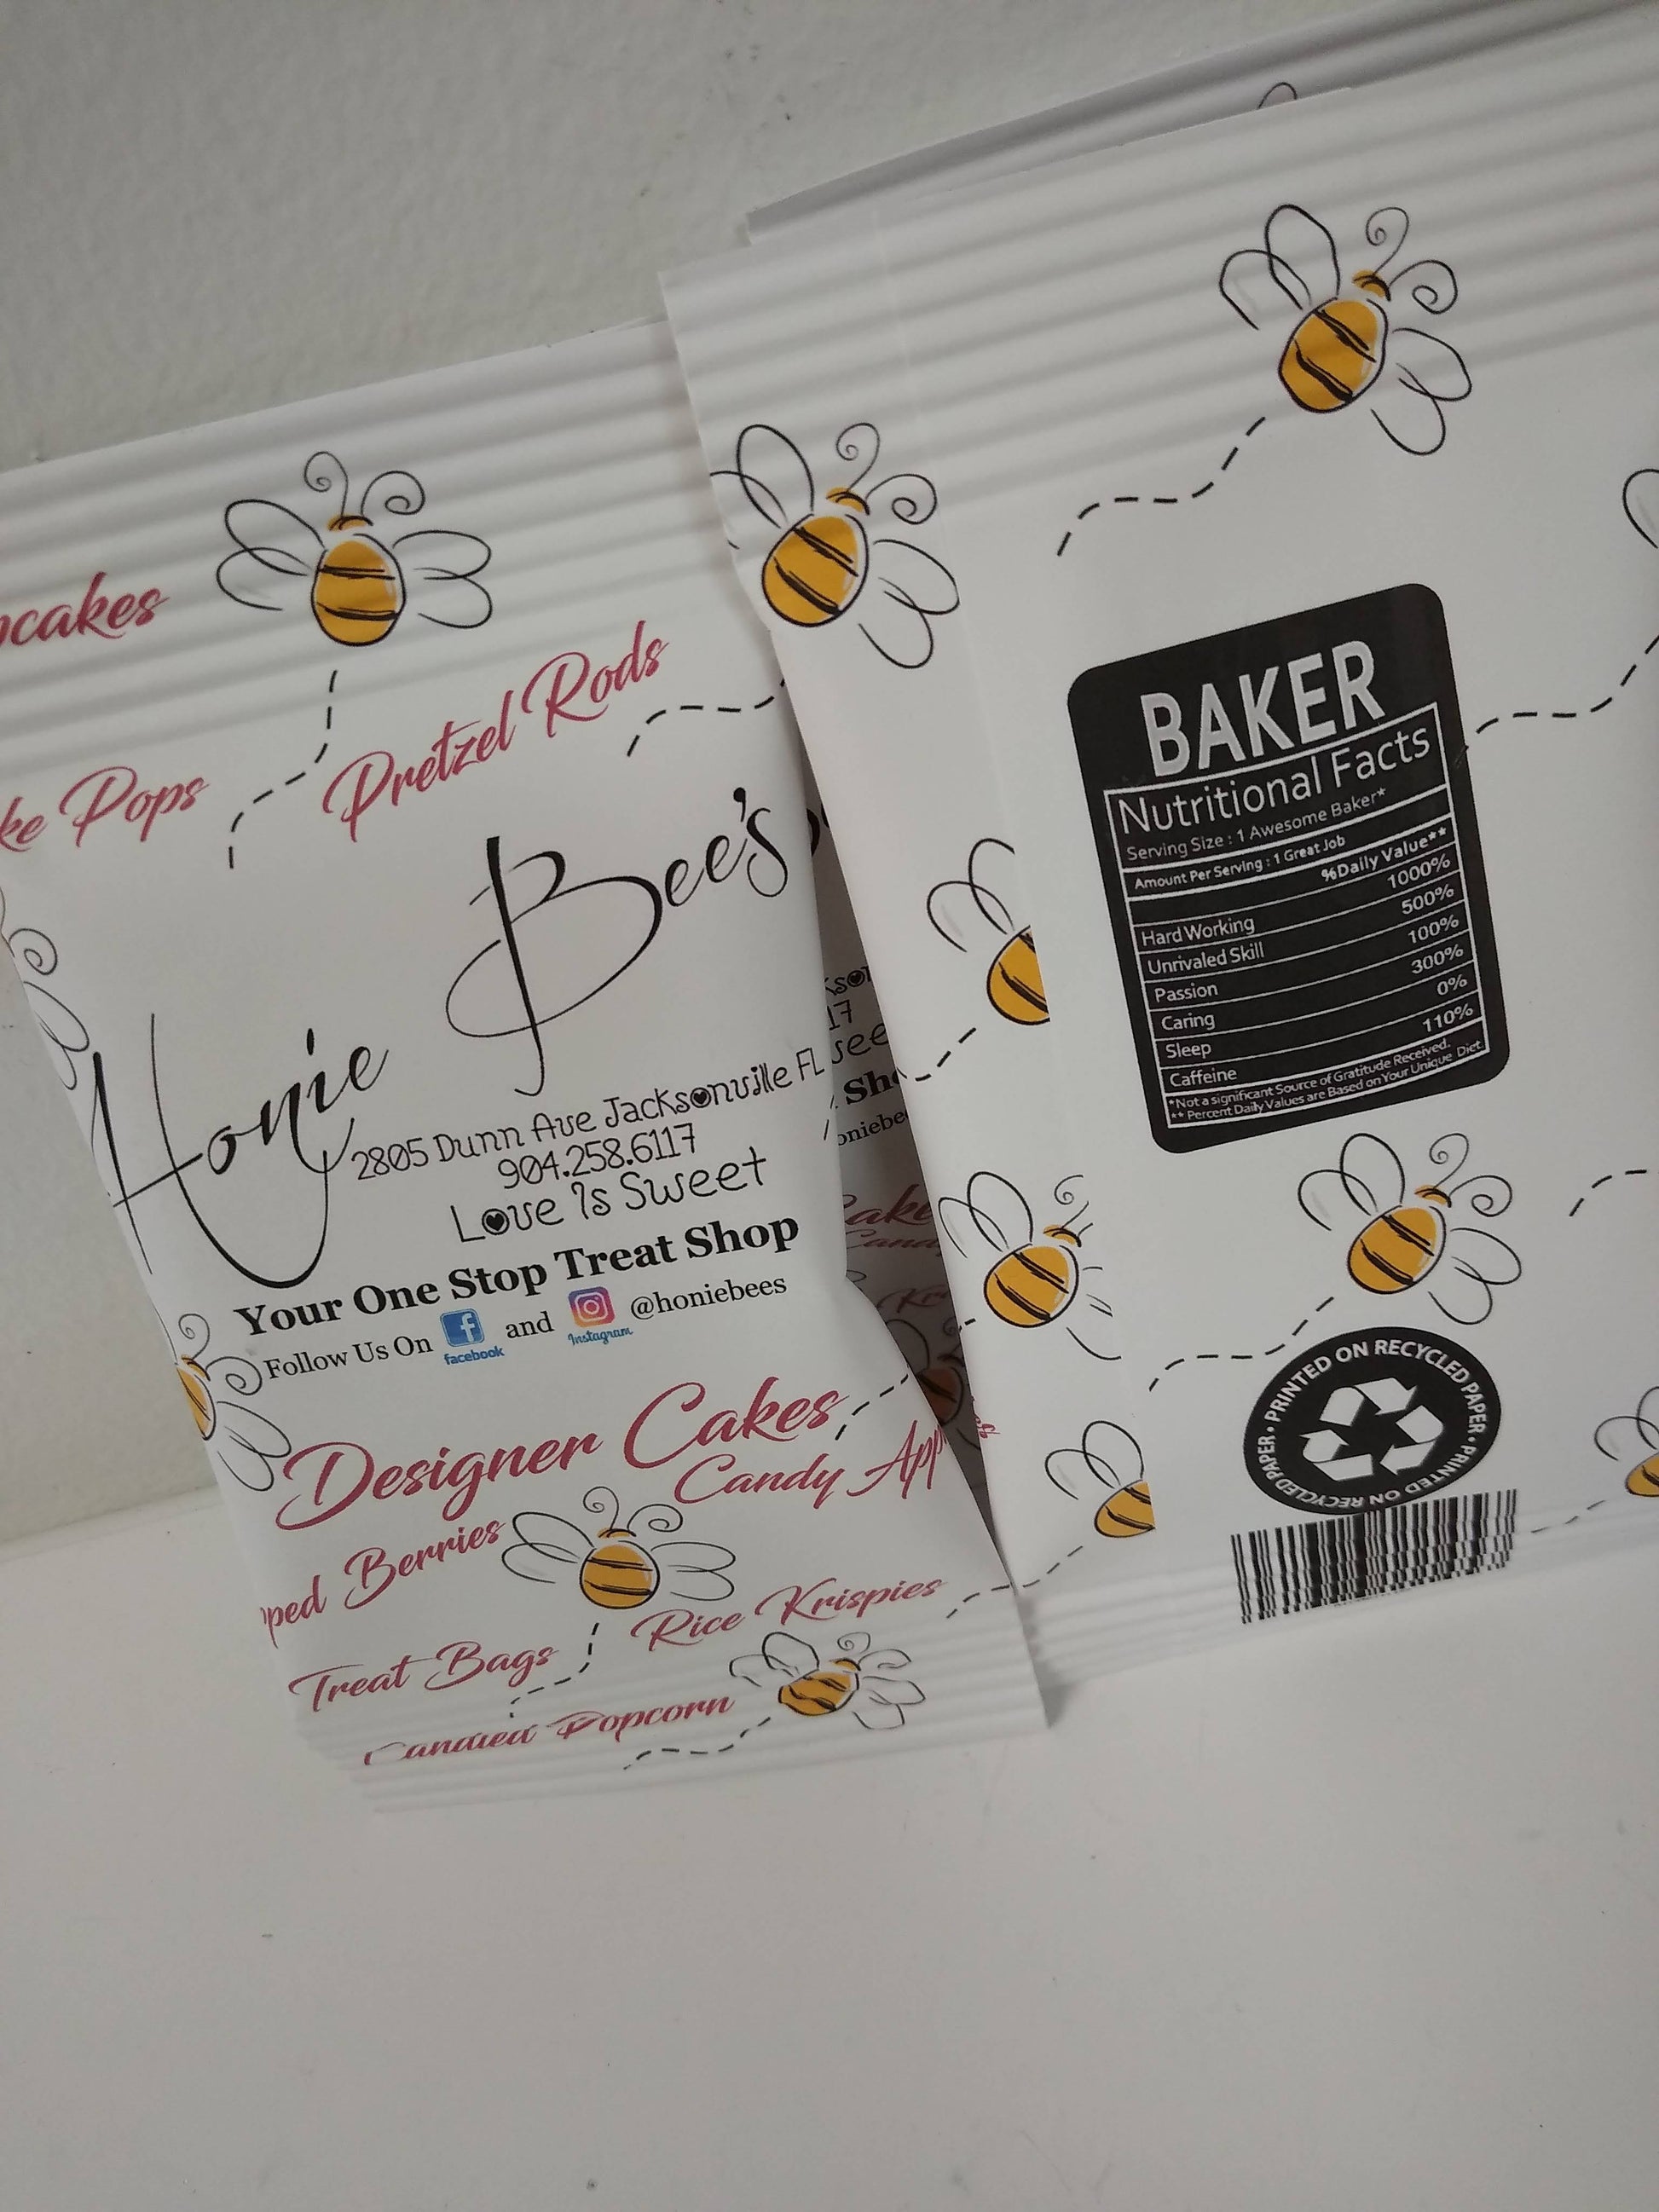 Pretzel Rods
Pops
Honie Bee's
2805 Dunn Ave Jacksonville FL
904.258.6117
Love Is Sweet
Your One Stop Treat Shop
Follow Us On facebook and Instagram @honiebees
Designer Cakes
Candy App
Berries
Rice Krispies
Treat Bags
Candied Popcorn
BAKER
Nutritional Facts
Serving Size : 1 Awesome Baker*
Amount Per Serving : 1 Great Job
%Daily Value**
Hard Working 1000%
Unrivaled Skill 500%
Passion 100%
Caring 300%
Sleep 0%
Caffeine 110%
*Not a significant Source of Gratitude Received.
** Percent Daily Values are Based on Your Unique Diet.
PRINTED ON RECYCLED PAPER • PRINTED ON RECYCLED PAPER •